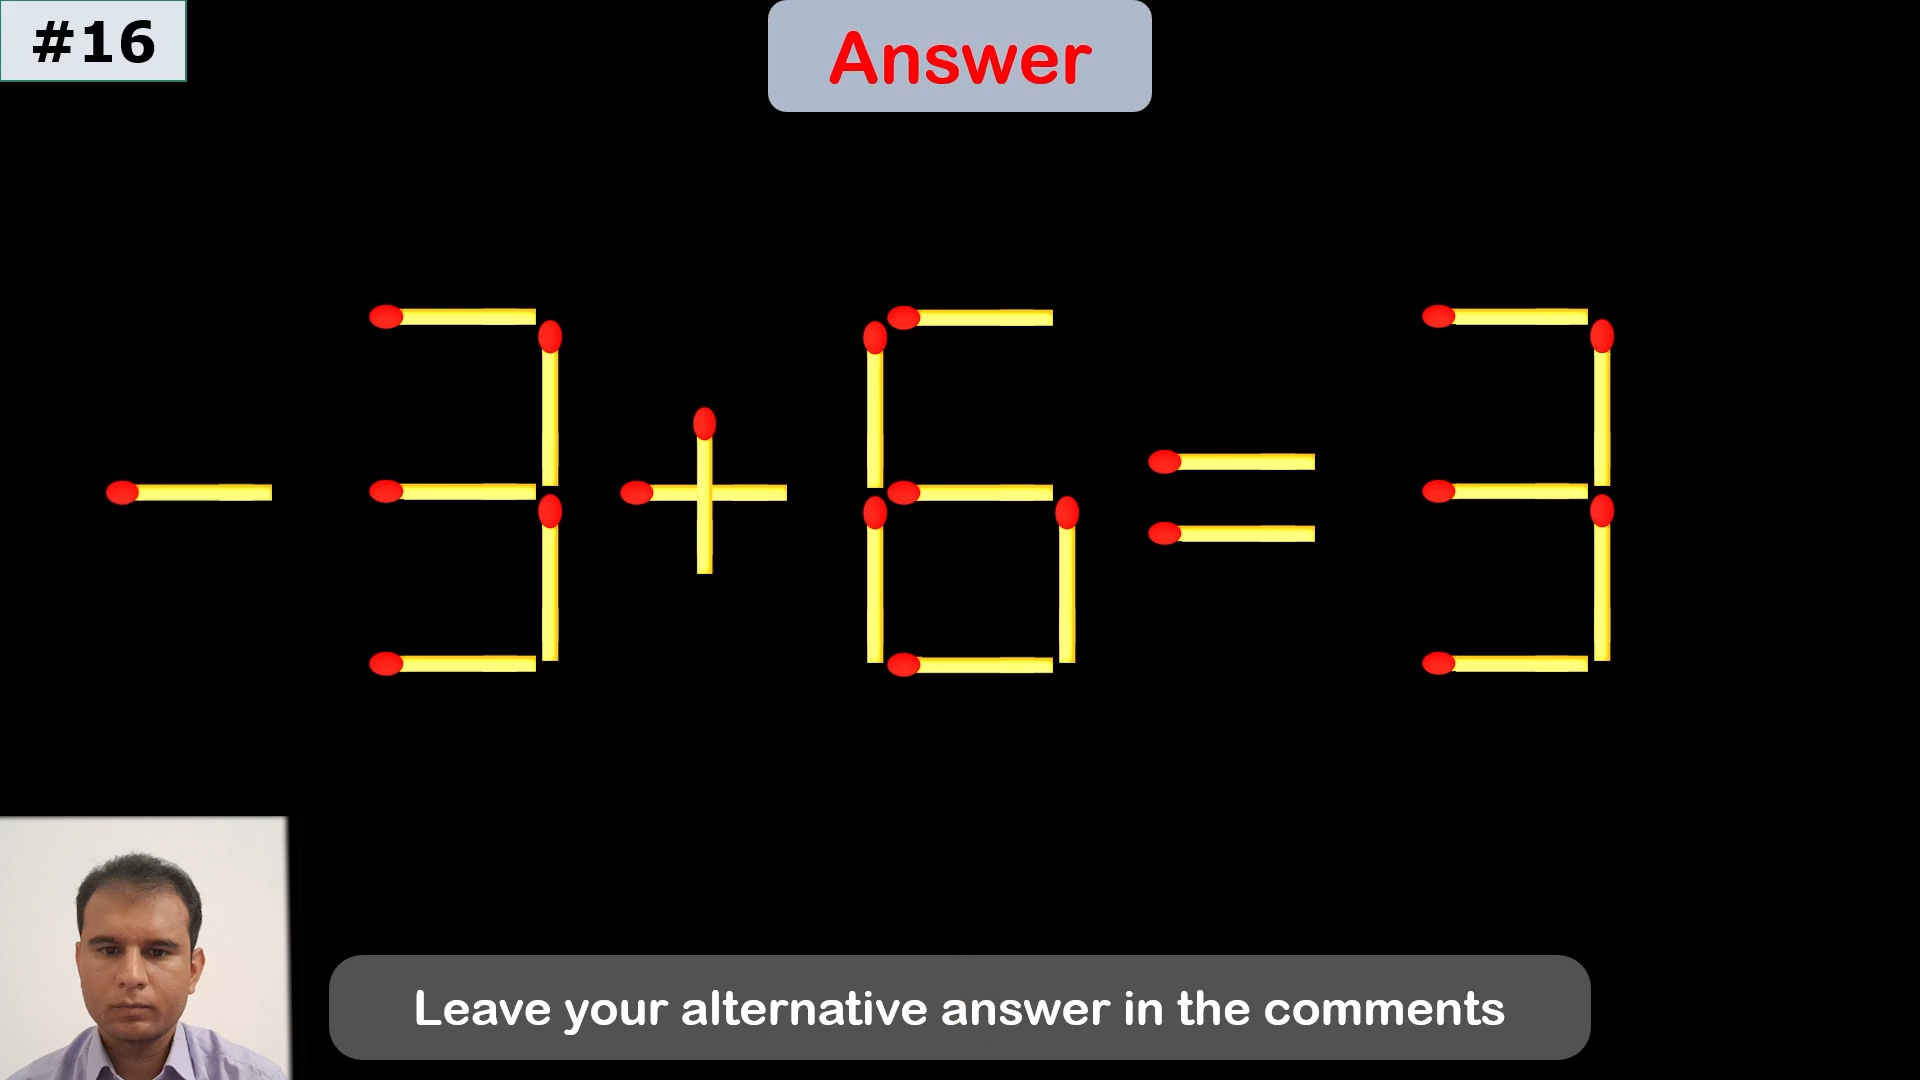 #16
Answer
- 3 + 6 = 3
Leave your alternative answer in the comments